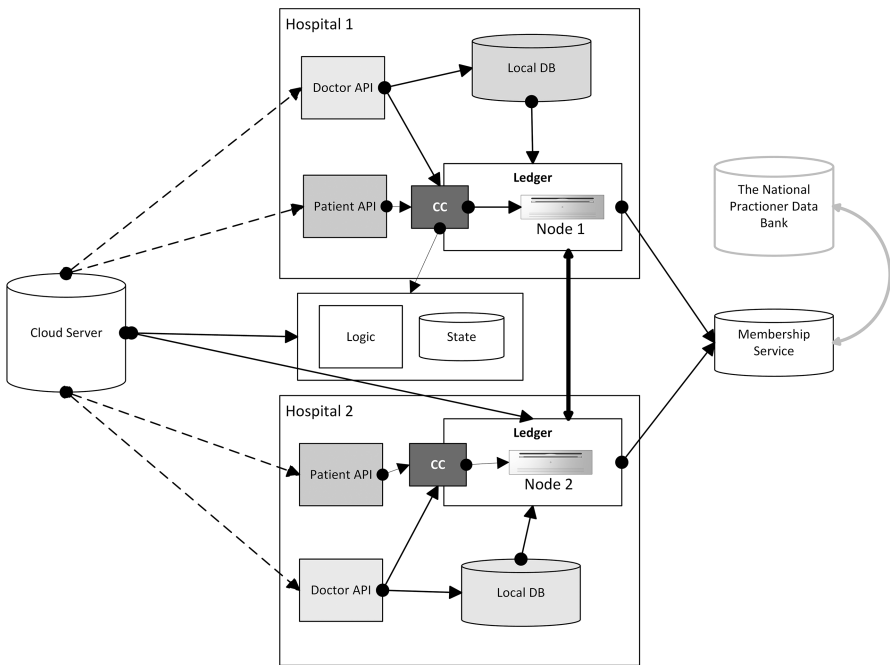 Hospital 1
Doctor API
Local DB
Patient API
CC
Ledger
Node 1
The National
Practioner Data
Bank
Cloud Server
Logic
State
Membership
Service
Hospital 2
Ledger
Patient API
CC
Node 2
Doctor API
Local DB